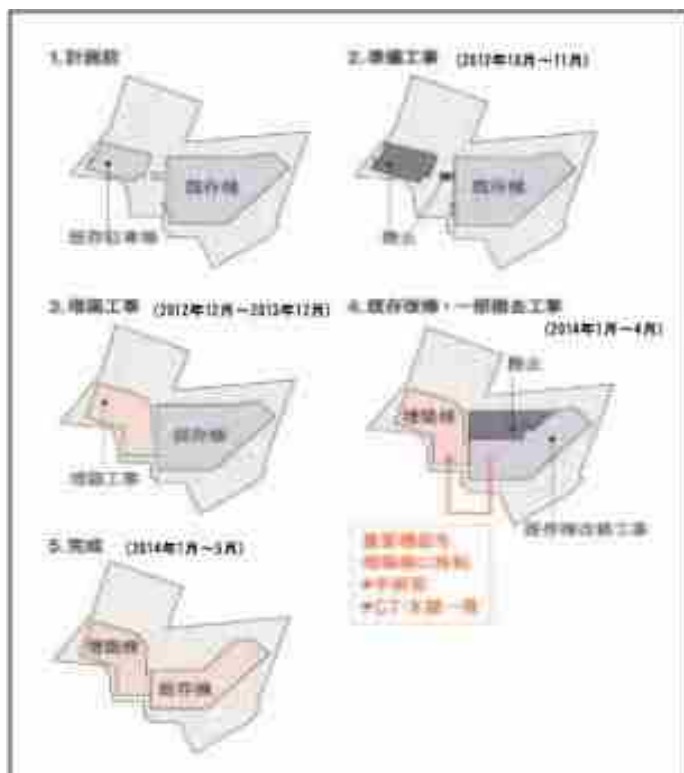 1.計画前
既存棟
既存駐車場
2.準備工事 (2012年10月～11月)
既存棟
除去
3.増築工事 (2012年12月～2013年12月)
既存棟
増築工事
4.既存改修・一部撤去工事
(2014年1月～4月)
除去
増築棟
既存棟改修工事
重要機能を
増築棟に移転
●手術室
●CT・X線 一般
5.完成 (2014年1月～5月)
増築棟
既存棟